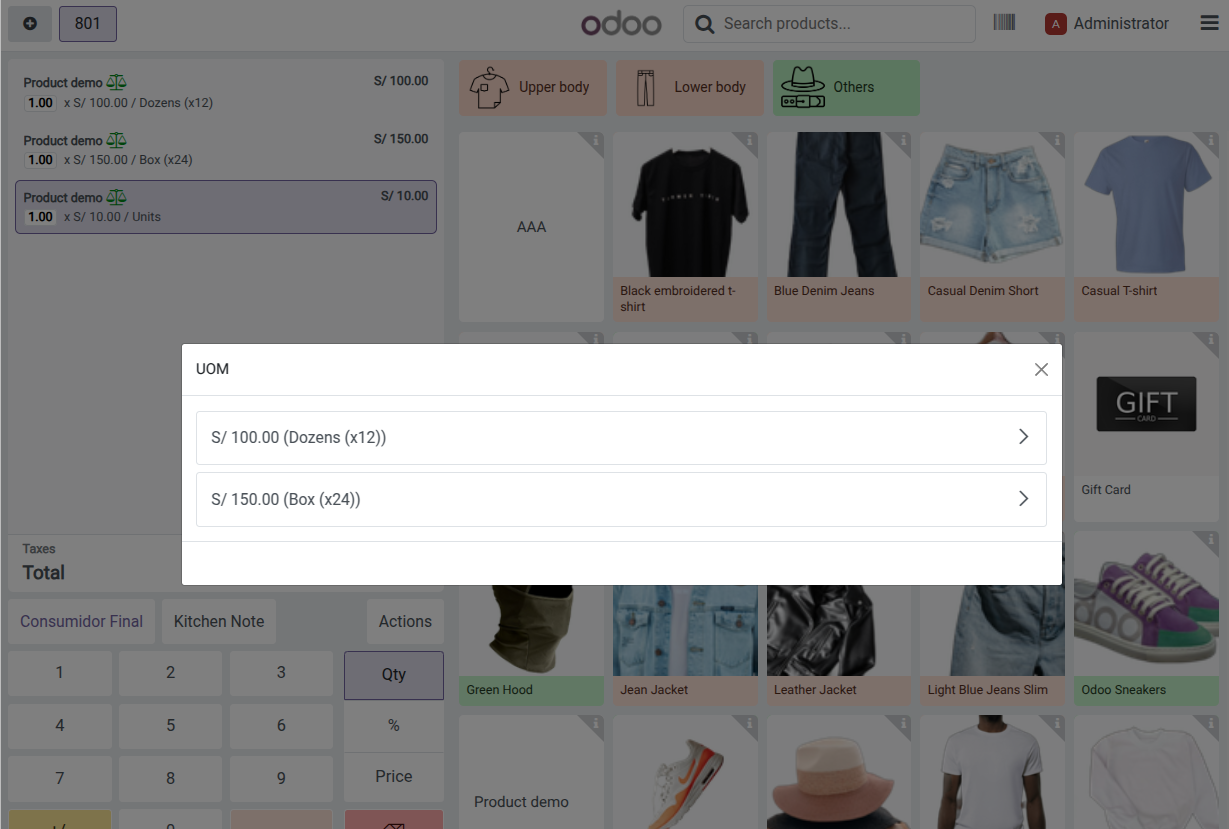 801
odoo
Search products...
A
Administrator
Product demo
S/ 100.00
1.00 x S/ 100.00 / Dozens (x12)
Product demo
S/ 150.00
1.00 x S/ 150.00 / Box (x24)
Product demo
S/ 10.00
1.00 x S/ 10.00 / Units
Upper body
Lower body
Others
AAA
Black embroidered t-
shirt
Blue Denim Jeans
Casual Denim Short
Casual T-shirt
UOM
S/ 100.00 (Dozens (x12))
S/ 150.00 (Box (x24))
GIFT
CARD
Gift Card
Taxes
Total
Consumidor Final
Kitchen Note
Actions
1
2
3
Qty
4
5
6
%
7
8
9
Price
Green Hood
Jean Jacket
Leather Jacket
Light Blue Jeans Slim
Odoo Sneakers
Product demo